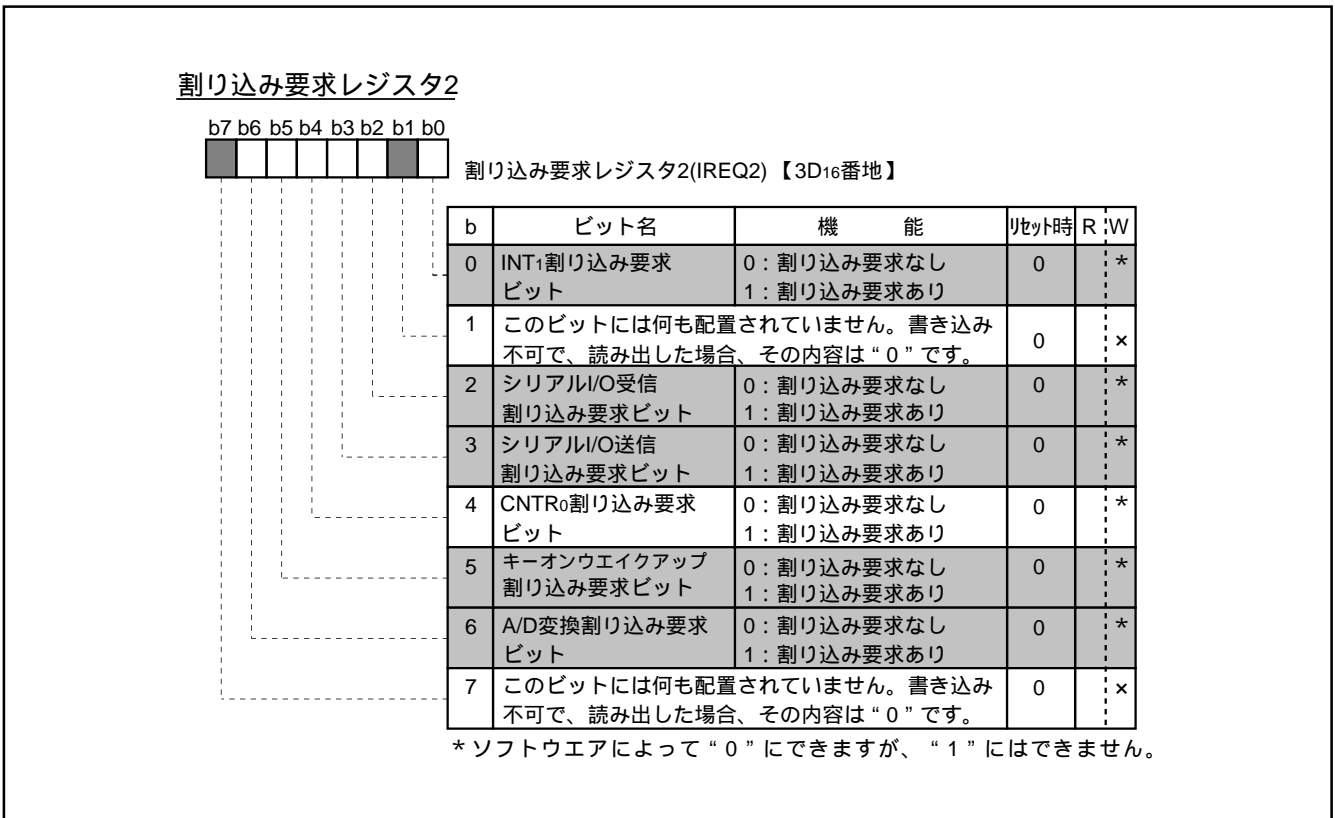 割り込み要求レジスタ2
b7 b6 b5 b4 b3 b2 b1 b0
割り込み要求レジスタ2(IREQ2)【3D16番地】
b ビット名 機 能 リセット時 R W
0 INT1割り込み要求 0：割り込み要求なし 0 *
ビット 1：割り込み要求あり
1 このビットには何も配置されていません。書き込み 0 ×
不可で、読み出した場合、その内容は“0”です。
2 シリアルI/O受信 0：割り込み要求なし 0 *
割り込み要求ビット 1：割り込み要求あり
3 シリアルI/O送信 0：割り込み要求なし 0 *
割り込み要求ビット 1：割り込み要求あり
4 CNTR0割り込み要求 0：割り込み要求なし 0 *
ビット 1：割り込み要求あり
5 キーオンウエイクアップ 0：割り込み要求なし 0 *
割り込み要求ビット 1：割り込み要求あり
6 A/D変換割り込み要求 0：割り込み要求なし 0 *
ビット 1：割り込み要求あり
7 このビットには何も配置されていません。書き込み 0 ×
不可で、読み出した場合、その内容は“0”です。
*ソフトウエアによって“0”にできますが、“1”にはできません。